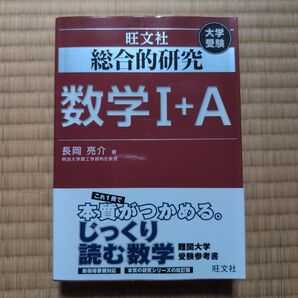 旺文社
大学
受験
総合的研究
数学I+A
長岡 亮介 著
明治大学理工学部特任教授
これ1冊で
本質がつかめる。
じっくり
読む数学
難関大学
受験参考書
新指導要領対応
本質の研究シリーズの改訂版
旺文社